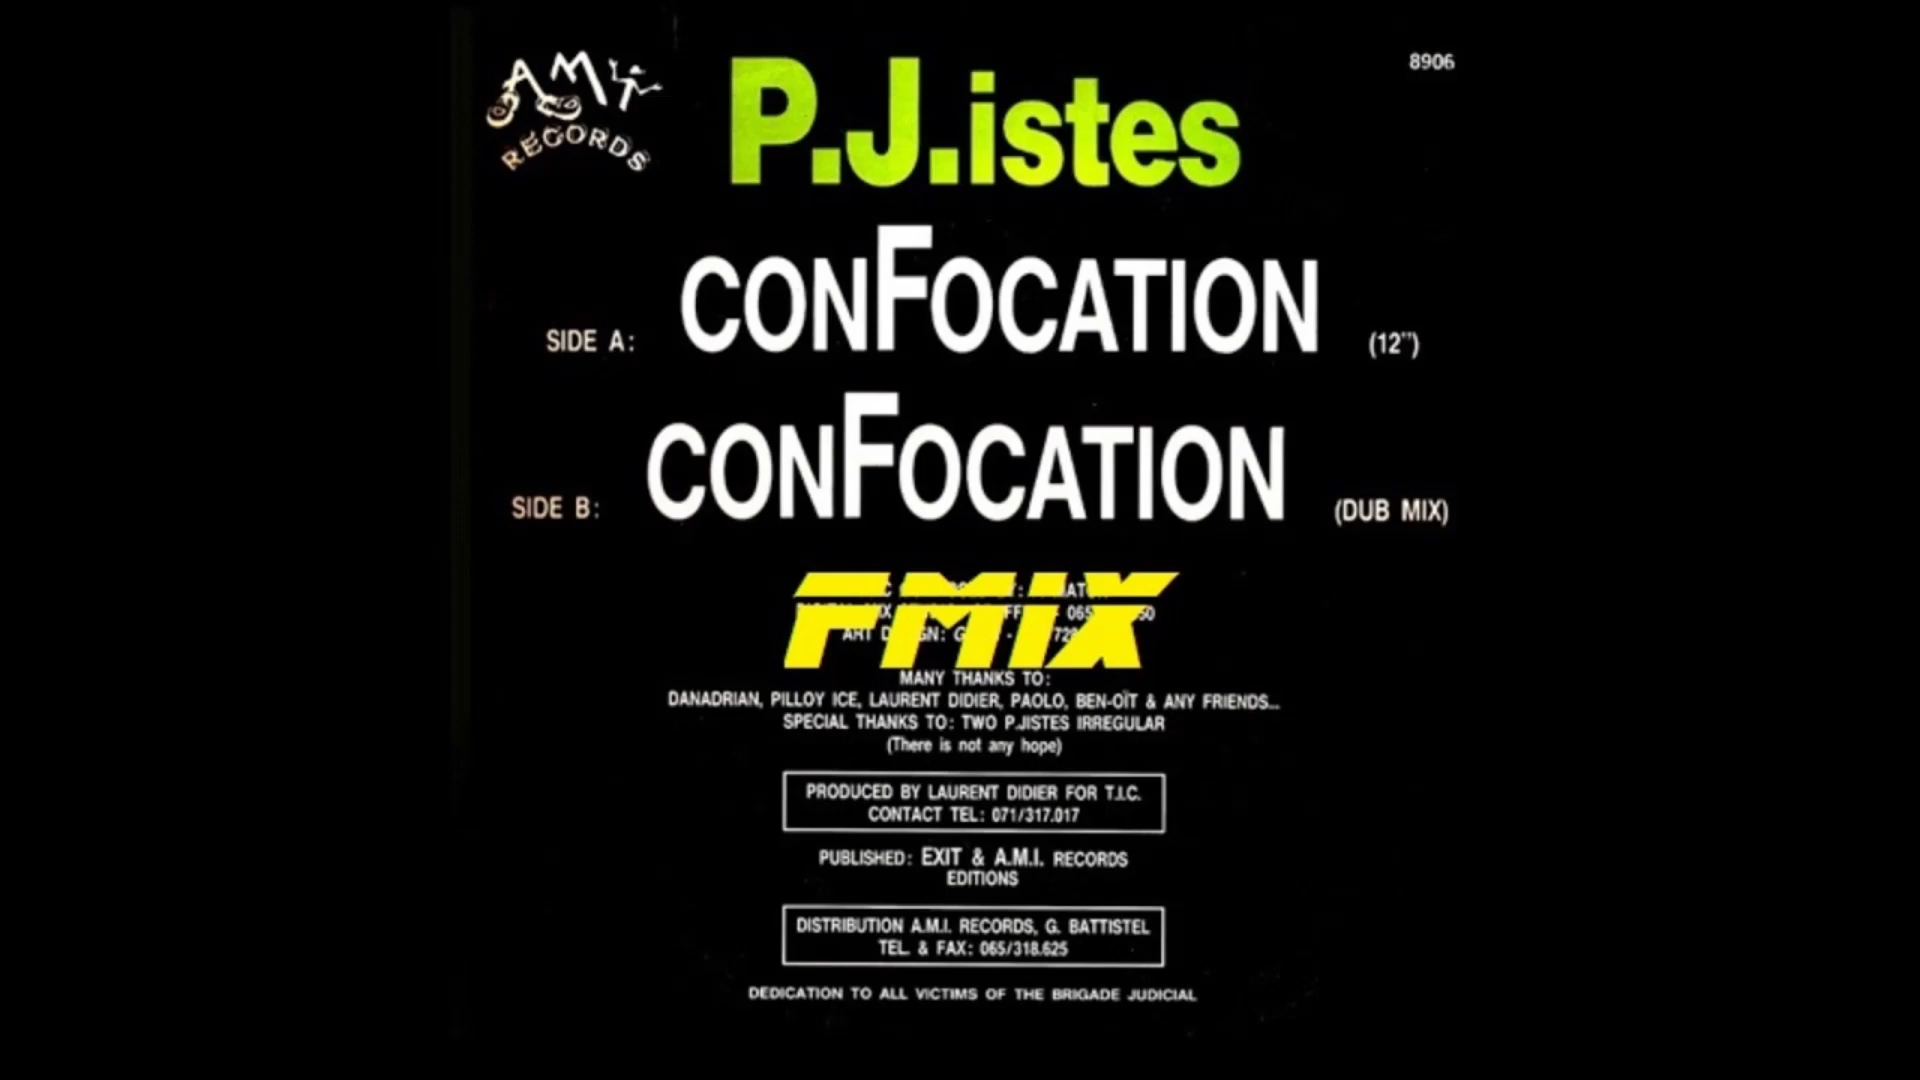 A.M.I. RECORDS
P.J.istes
8906
SIDE A: CONFOCATION (12")
SIDE B: CONFOCATION (DUB MIX)
FMIX
MANY THANKS TO:
DANADRIAN, PILLOY ICE, LAURENT DIDIER, PAOLO, BEN-OÏT & ANY FRIENDS...
SPECIAL THANKS TO: TWO P.JISTES IRREGULAR
(There is not any hope)
PRODUCED BY LAURENT DIDIER FOR T.I.C.
CONTACT TEL: 071/317.017
PUBLISHED: EXIT & A.M.I. RECORDS
EDITIONS
DISTRIBUTION A.M.I. RECORDS, G. BATTISTEL
TEL. & FAX: 065/318.625
DEDICATION TO ALL VICTIMS OF THE BRIGADE JUDICIAL